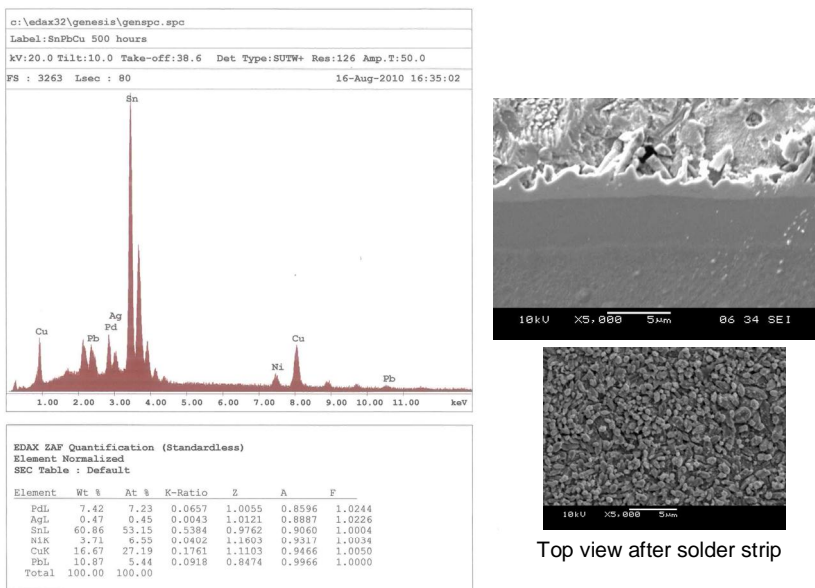 c:\edax32\genesis\genspc.spc
Label:SnPbCu 500 hours
kV:20.0 Tilt:10.0 Take-off:38.6 Det Type:SUTW+ Res:126 Amp.T:50.0
FS : 3263 Lsec : 80 16-Aug-2010 16:35:02
Sn
Ag
Cu Pb Pd Cu
Ni Pb
1.00 2.00 3.00 4.00 5.00 6.00 7.00 8.00 9.00 10.00 11.00 keV
EDAX ZAF Quantification (Standardless)
Element Normalized
SEC Table : Default
Element Wt % At % K-Ratio Z A F
PdL 7.42 7.23 0.0657 1.0055 0.8596 1.0244
AgL 0.47 0.45 0.0043 1.0121 0.8887 1.0226
SnL 60.86 53.15 0.5384 0.9762 0.9060 1.0004
NiK 3.71 6.55 0.0402 1.1603 0.9317 1.0034
CuK 16.67 27.19 0.1761 1.1103 0.9466 1.0050
PbL 10.87 5.44 0.0918 0.8474 0.9966 1.0000
Total 100.00 100.00
10kU X5,000 5µm 06 34 SEI
10kU X5,000 5µm
Top view after solder strip